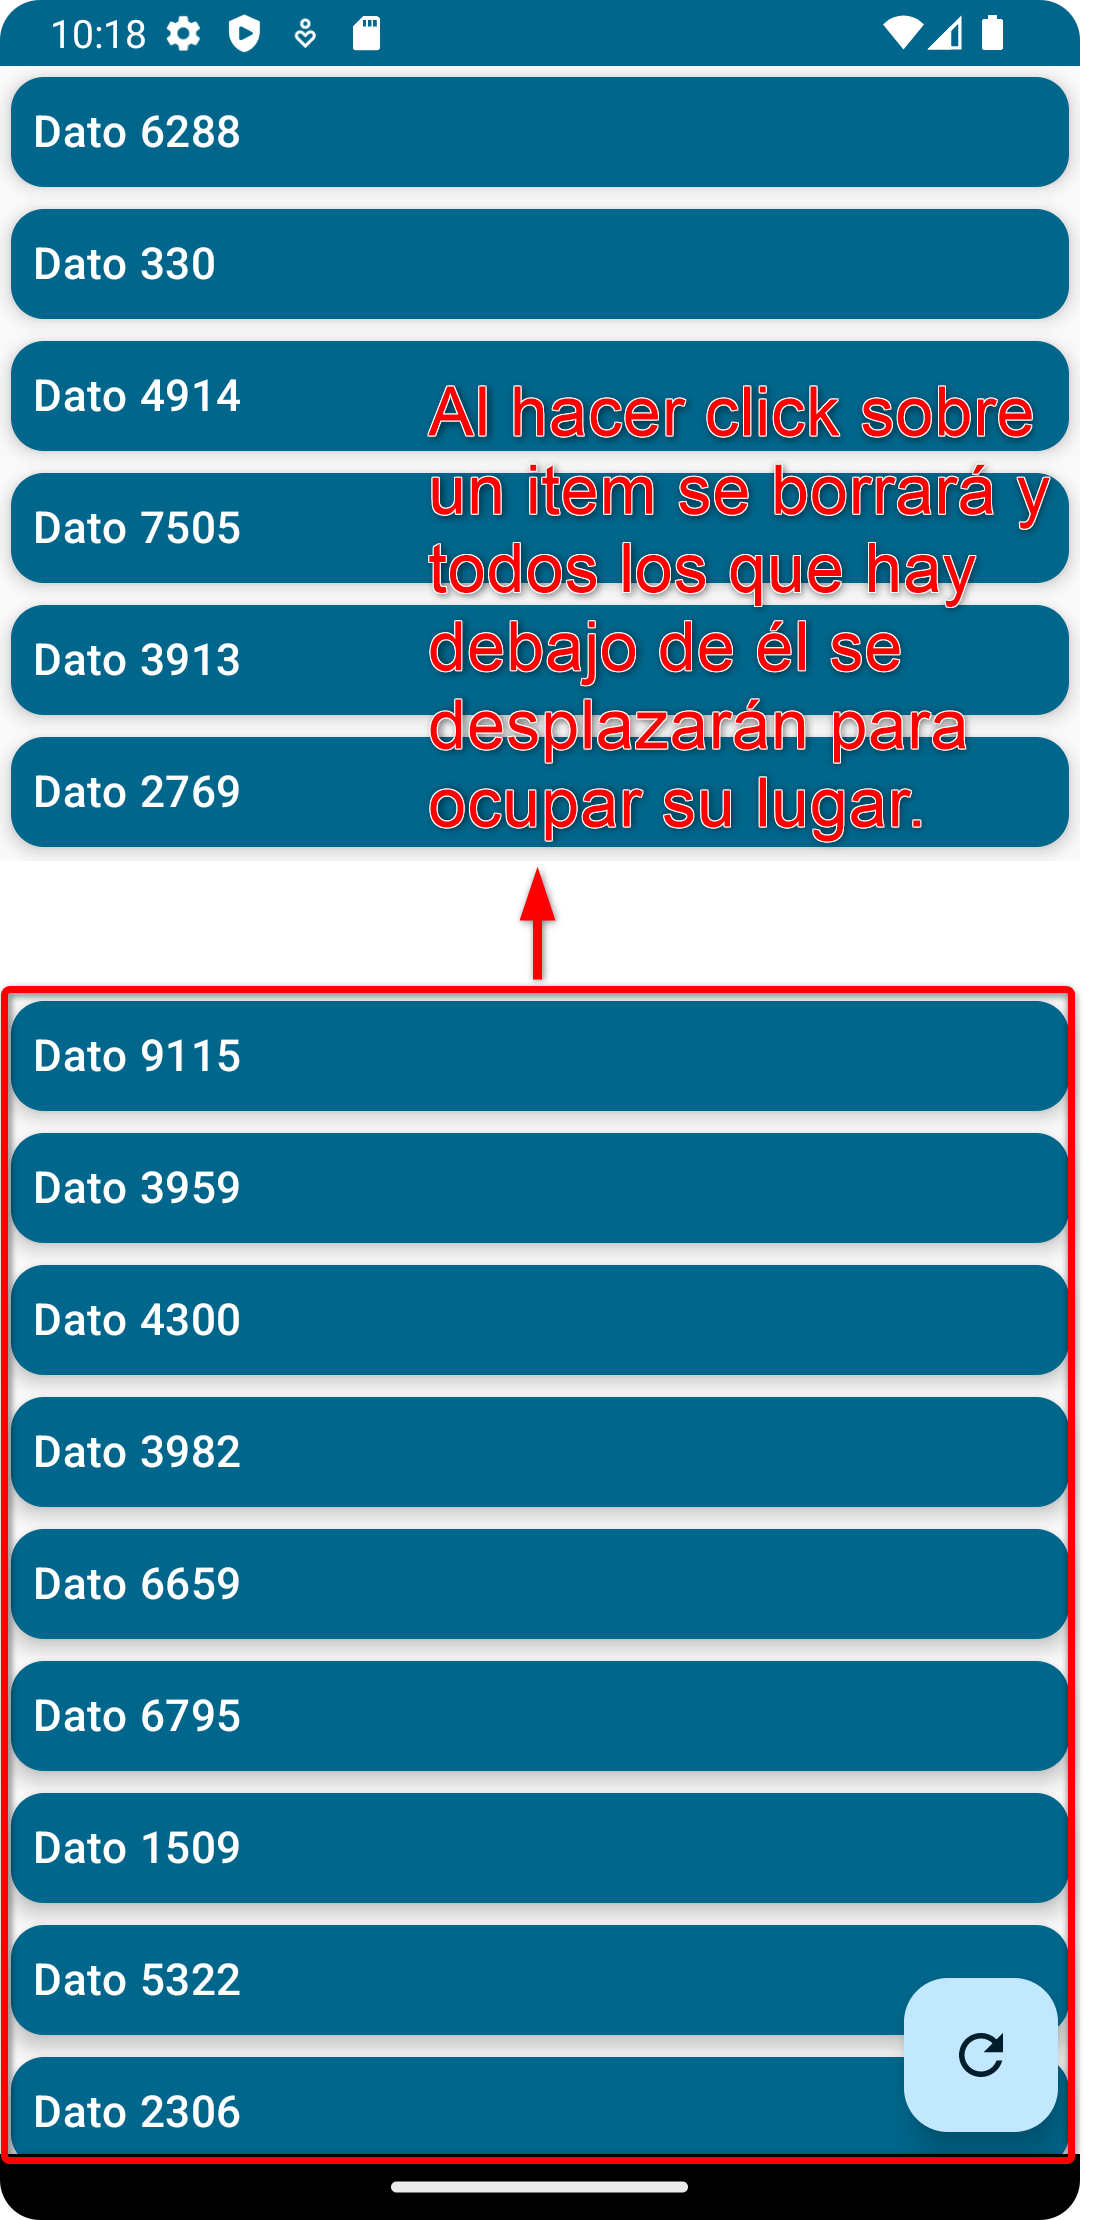 10:18
Dato 6288
Dato 330
Dato 4914
Al hacer click sobre
un item se borrará y
Dato 7505
todos los que hay
debajo de él se
Dato 3913
desplazarán para
Dato 2769
ocupar su lugar.
Dato 9115
Dato 3959
Dato 4300
Dato 3982
Dato 6659
Dato 6795
Dato 1509
Dato 5322
Dato 2306